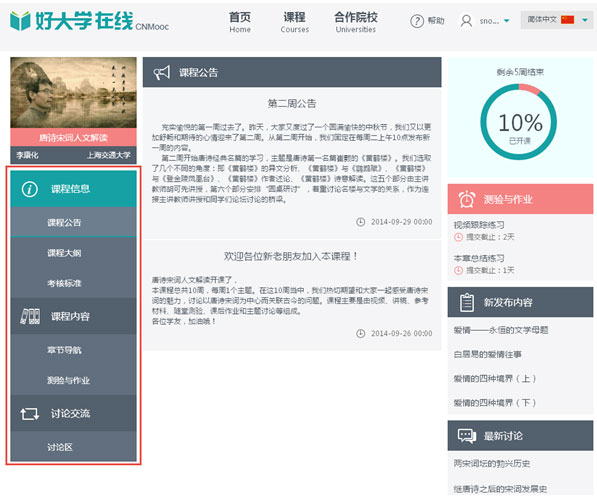 好大学在线 CNMooc
首页
Home
课程
Courses
合作院校
Universities
帮助
sno...
简体中文
唐诗宋词人文解读
李康化 上海交通大学
课程信息
课程公告
课程大纲
考核标准
课程内容
章节导航
测验与作业
讨论交流
讨论区
课程公告
第二周公告
充实愉悦的第一周过去了。昨天，大家又度过了一个圆满愉快的中秋节，我们又以更
加舒畅和期待的心情迎来了第二周。从第二周开始，我们固定在每周二上午10点发布新
一周的内容。
第二周开始唐诗经典名篇的学习，主题是唐诗第一名篇崔颢的《黄鹤楼》。我们选取
了几个不同的角度：即《黄鹤楼》的异文分析、《黄鹤楼》与《鹦鹉赋》、《黄鹤楼》
与《登金陵凤凰台》、《黄鹤楼》作者述论、《黄鹤楼》诗意解读。这五个部分由主讲
教师胡可先讲授，第六个部分安排“圆桌研讨”，着重讨论名楼与文学的关系，作为连
接主讲教师讲授和同学们论坛讨论的桥梁。
2014-09-29 00:00
欢迎各位新老朋友加入本课程！
唐诗宋词人文解读开课了，
本课程总共10周，每周1个主题。在这10周当中，我们热切期望和大家一起感受唐诗宋
词的魅力，讨论以唐诗宋词为中心而关联古今的问题。课程主要是由视频、讲稿、参考
材料、随堂测验、课后作业和主题讨论等组成。
各位学友，加油哦！
2014-09-26 00:00
剩余5周结束
10%
已开课
测验与作业
视频跟踪练习
提交截止：2天
本章总结练习
提交截止：1天
新发布内容
爱情——永恒的文学母题
白居易的爱情往事
爱情的四种境界（上）
爱情的四种境界（下）
最新讨论
两宋词坛的勃兴历史
继唐诗之后的宋词发展史